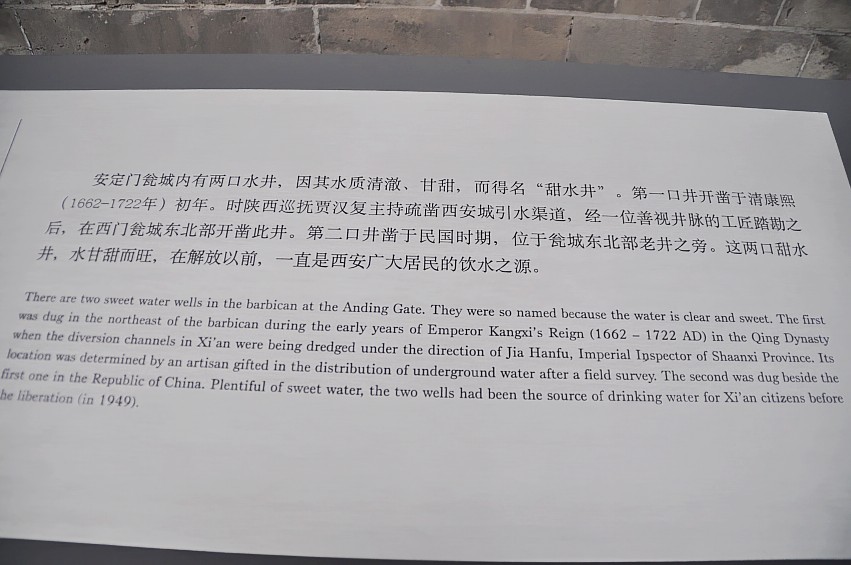 安定门瓮城内有两口水井，因其水质清澈、甘甜，而得名“甜水井”。第一口井开凿于清康熙
（1662-1722年）初年。时陕西巡抚贾汉复主持疏凿西安城引水渠道，经一位善视井脉的工匠踏勘之
后，在西门瓮城东北部开凿此井。第二口井凿于民国时期，位于瓮城东北部老井之旁。这两口甜水
井，水甘甜而旺，在解放以前，一直是西安广大居民的饮水之源。
There are two sweet water wells in the barbican at the Anding Gate. They were so named because the water is clear and sweet. The first
was dug in the northeast of the barbican during the early years of Emperor Kangxi's Reign (1662 - 1722 AD) in the Qing Dynasty
when the diversion channels in Xi'an were being dredged under the direction of Jia Hanfu, Imperial Ipspector of Shaanxi Province. Its
location was determined by an artisan gifted in the distribution of underground water after a field survey. The second was dug beside the
first one in the Republic of China. Plentiful of sweet water, the two wells had been the source of drinking water for Xi'an citizens before
he liberation (in 1949).